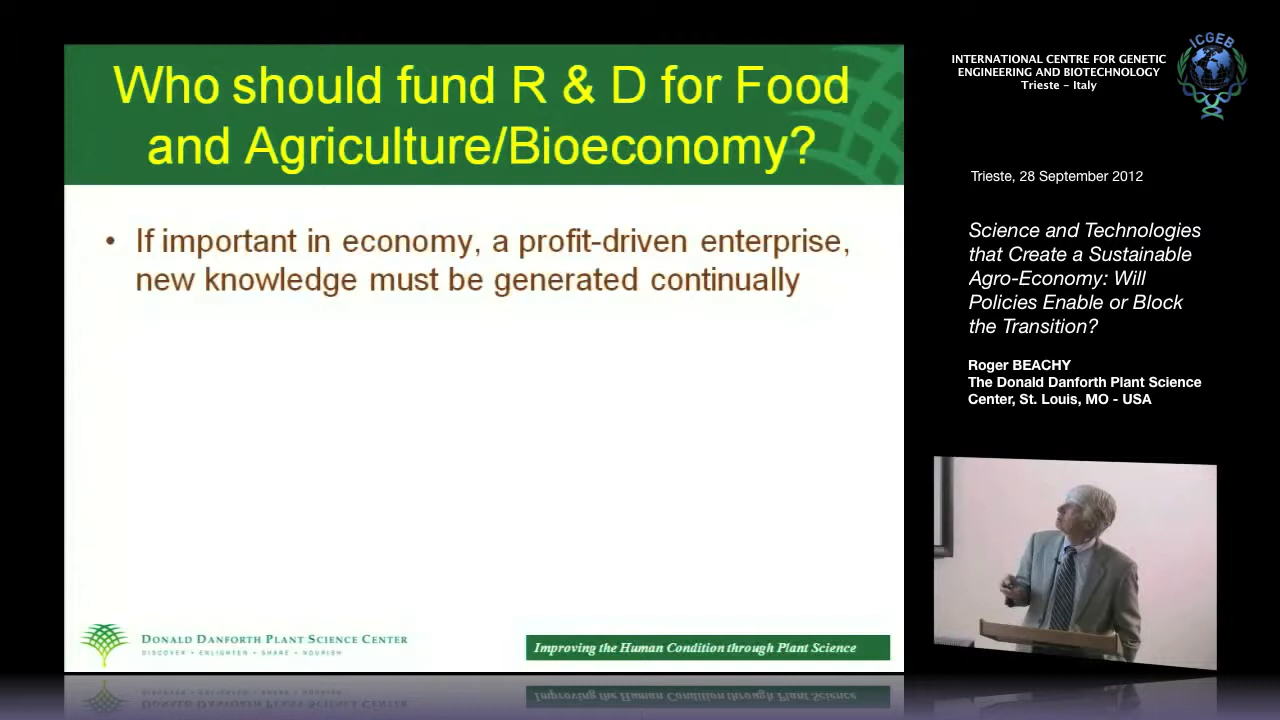 Who should fund R & D for Food
and Agriculture/Bioeconomy?
• If important in economy, a profit-driven enterprise,
new knowledge must be generated continually
DONALD DANFORTH PLANT SCIENCE CENTER
DISCOVER • ENLIGHTEN • SHARE • NOURISH
Improving the Human Condition through Plant Science
INTERNATIONAL CENTRE FOR GENETIC
ENGINEERING AND BIOTECHNOLOGY
Trieste - Italy
ICGEB
Trieste, 28 September 2012
Science and Technologies
that Create a Sustainable
Agro-Economy: Will
Policies Enable or Block
the Transition?
Roger BEACHY
The Donald Danforth Plant Science
Center, St. Louis, MO - USA